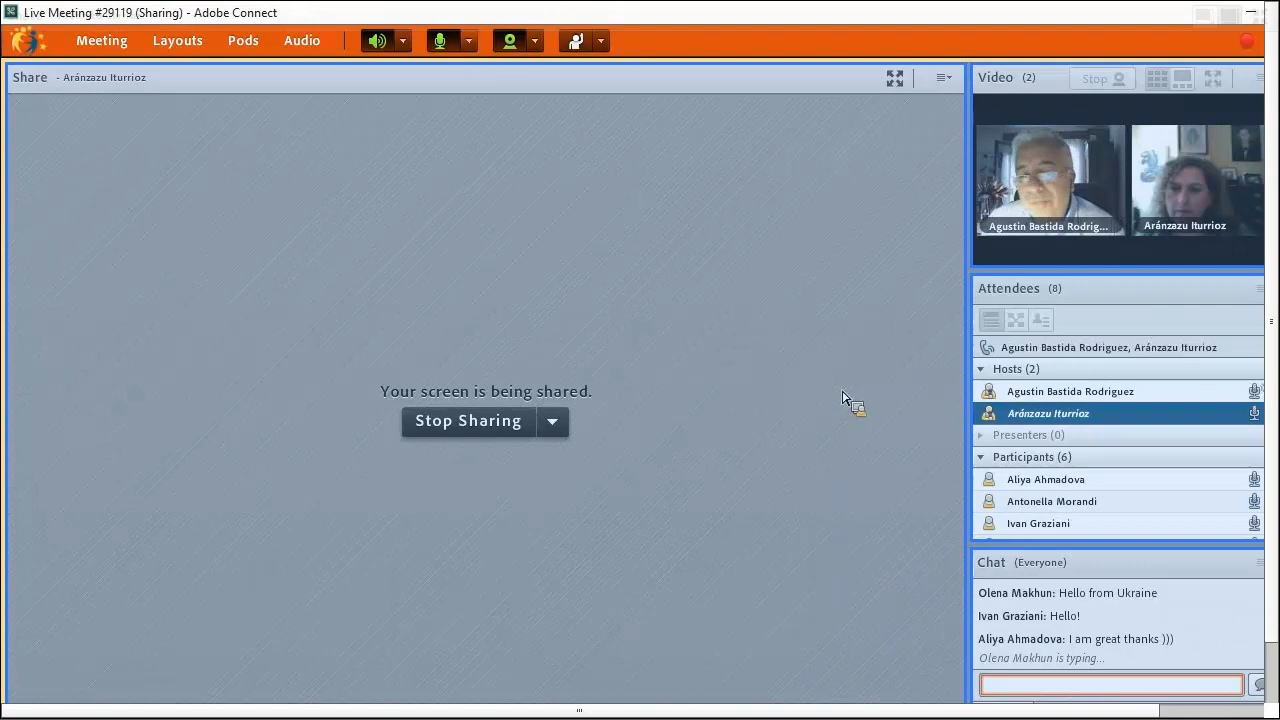 Live Meeting #29119 (Sharing) - Adobe Connect
Meeting Layouts Pods Audio
Share - Aránzazu Iturrioz
Your screen is being shared.
Stop Sharing
Video (2)
Stop
Agustin Bastida Rodrig...
Aránzazu Iturrioz
Attendees (8)
Agustin Bastida Rodriguez, Aránzazu Iturrioz
Hosts (2)
Agustin Bastida Rodriguez
Aránzazu Iturrioz
Presenters (0)
Participants (6)
Aliya Ahmadova
Antonella Morandi
Ivan Graziani
Chat (Everyone)
Olena Makhun: Hello from Ukraine
Ivan Graziani: Hello!
Aliya Ahmadova: I am great thanks )))
Olena Makhun is typing...